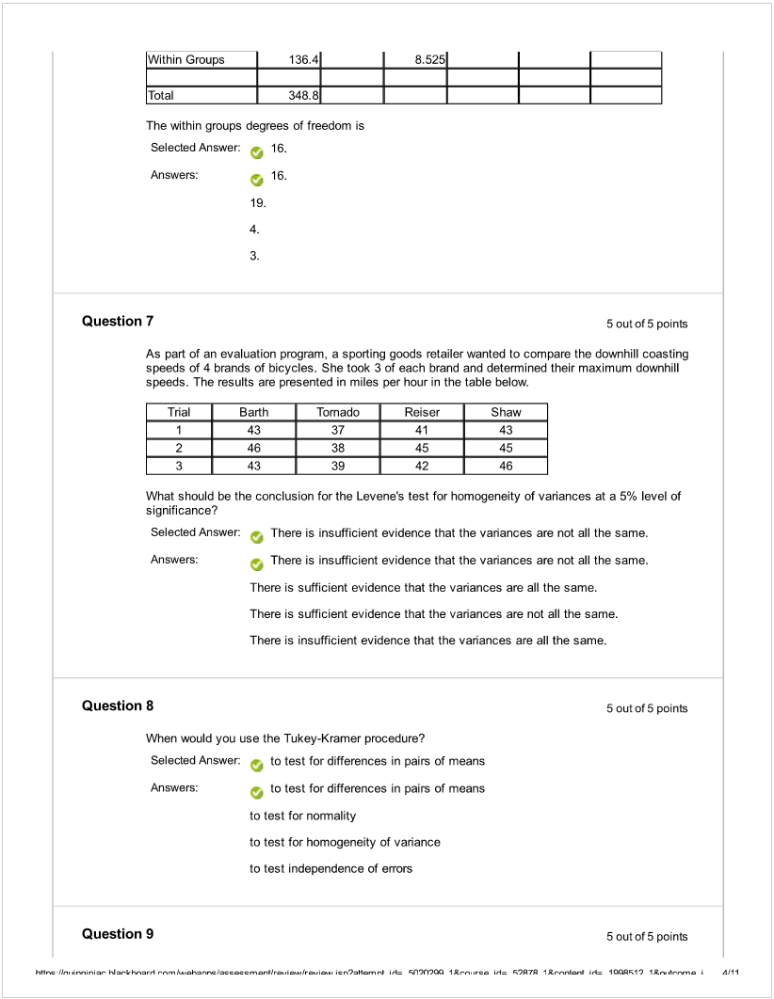 Within Groups 136.4 8.525
Total 348.8
The within groups degrees of freedom is
Selected Answer: 16.
Answers: 16.
19.
4.
3.
Question 7 5 out of 5 points
As part of an evaluation program, a sporting goods retailer wanted to compare the downhill coasting
speeds of 4 brands of bicycles. She took 3 of each brand and determined their maximum downhill
speeds. The results are presented in miles per hour in the table below.
Trial Barth Tornado Reiser Shaw
1 43 37 41 43
2 46 38 45 45
3 43 39 42 46
What should be the conclusion for the Levene's test for homogeneity of variances at a 5% level of
significance?
Selected Answer: There is insufficient evidence that the variances are not all the same.
Answers: There is insufficient evidence that the variances are not all the same.
There is sufficient evidence that the variances are all the same.
There is sufficient evidence that the variances are not all the same.
There is insufficient evidence that the variances are all the same.
Question 8 5 out of 5 points
When would you use the Tukey-Kramer procedure?
Selected Answer: to test for differences in pairs of means
Answers: to test for differences in pairs of means
to test for normality
to test for homogeneity of variance
to test independence of errors
Question 9 5 out of 5 points
https://quinnipiac.blackboard.com/webapps/assessment/review/review.jsp?attempt_id=_5020299_1&course_id=_52878_1&content_id=_1998512_1&outcome_i… 4/11